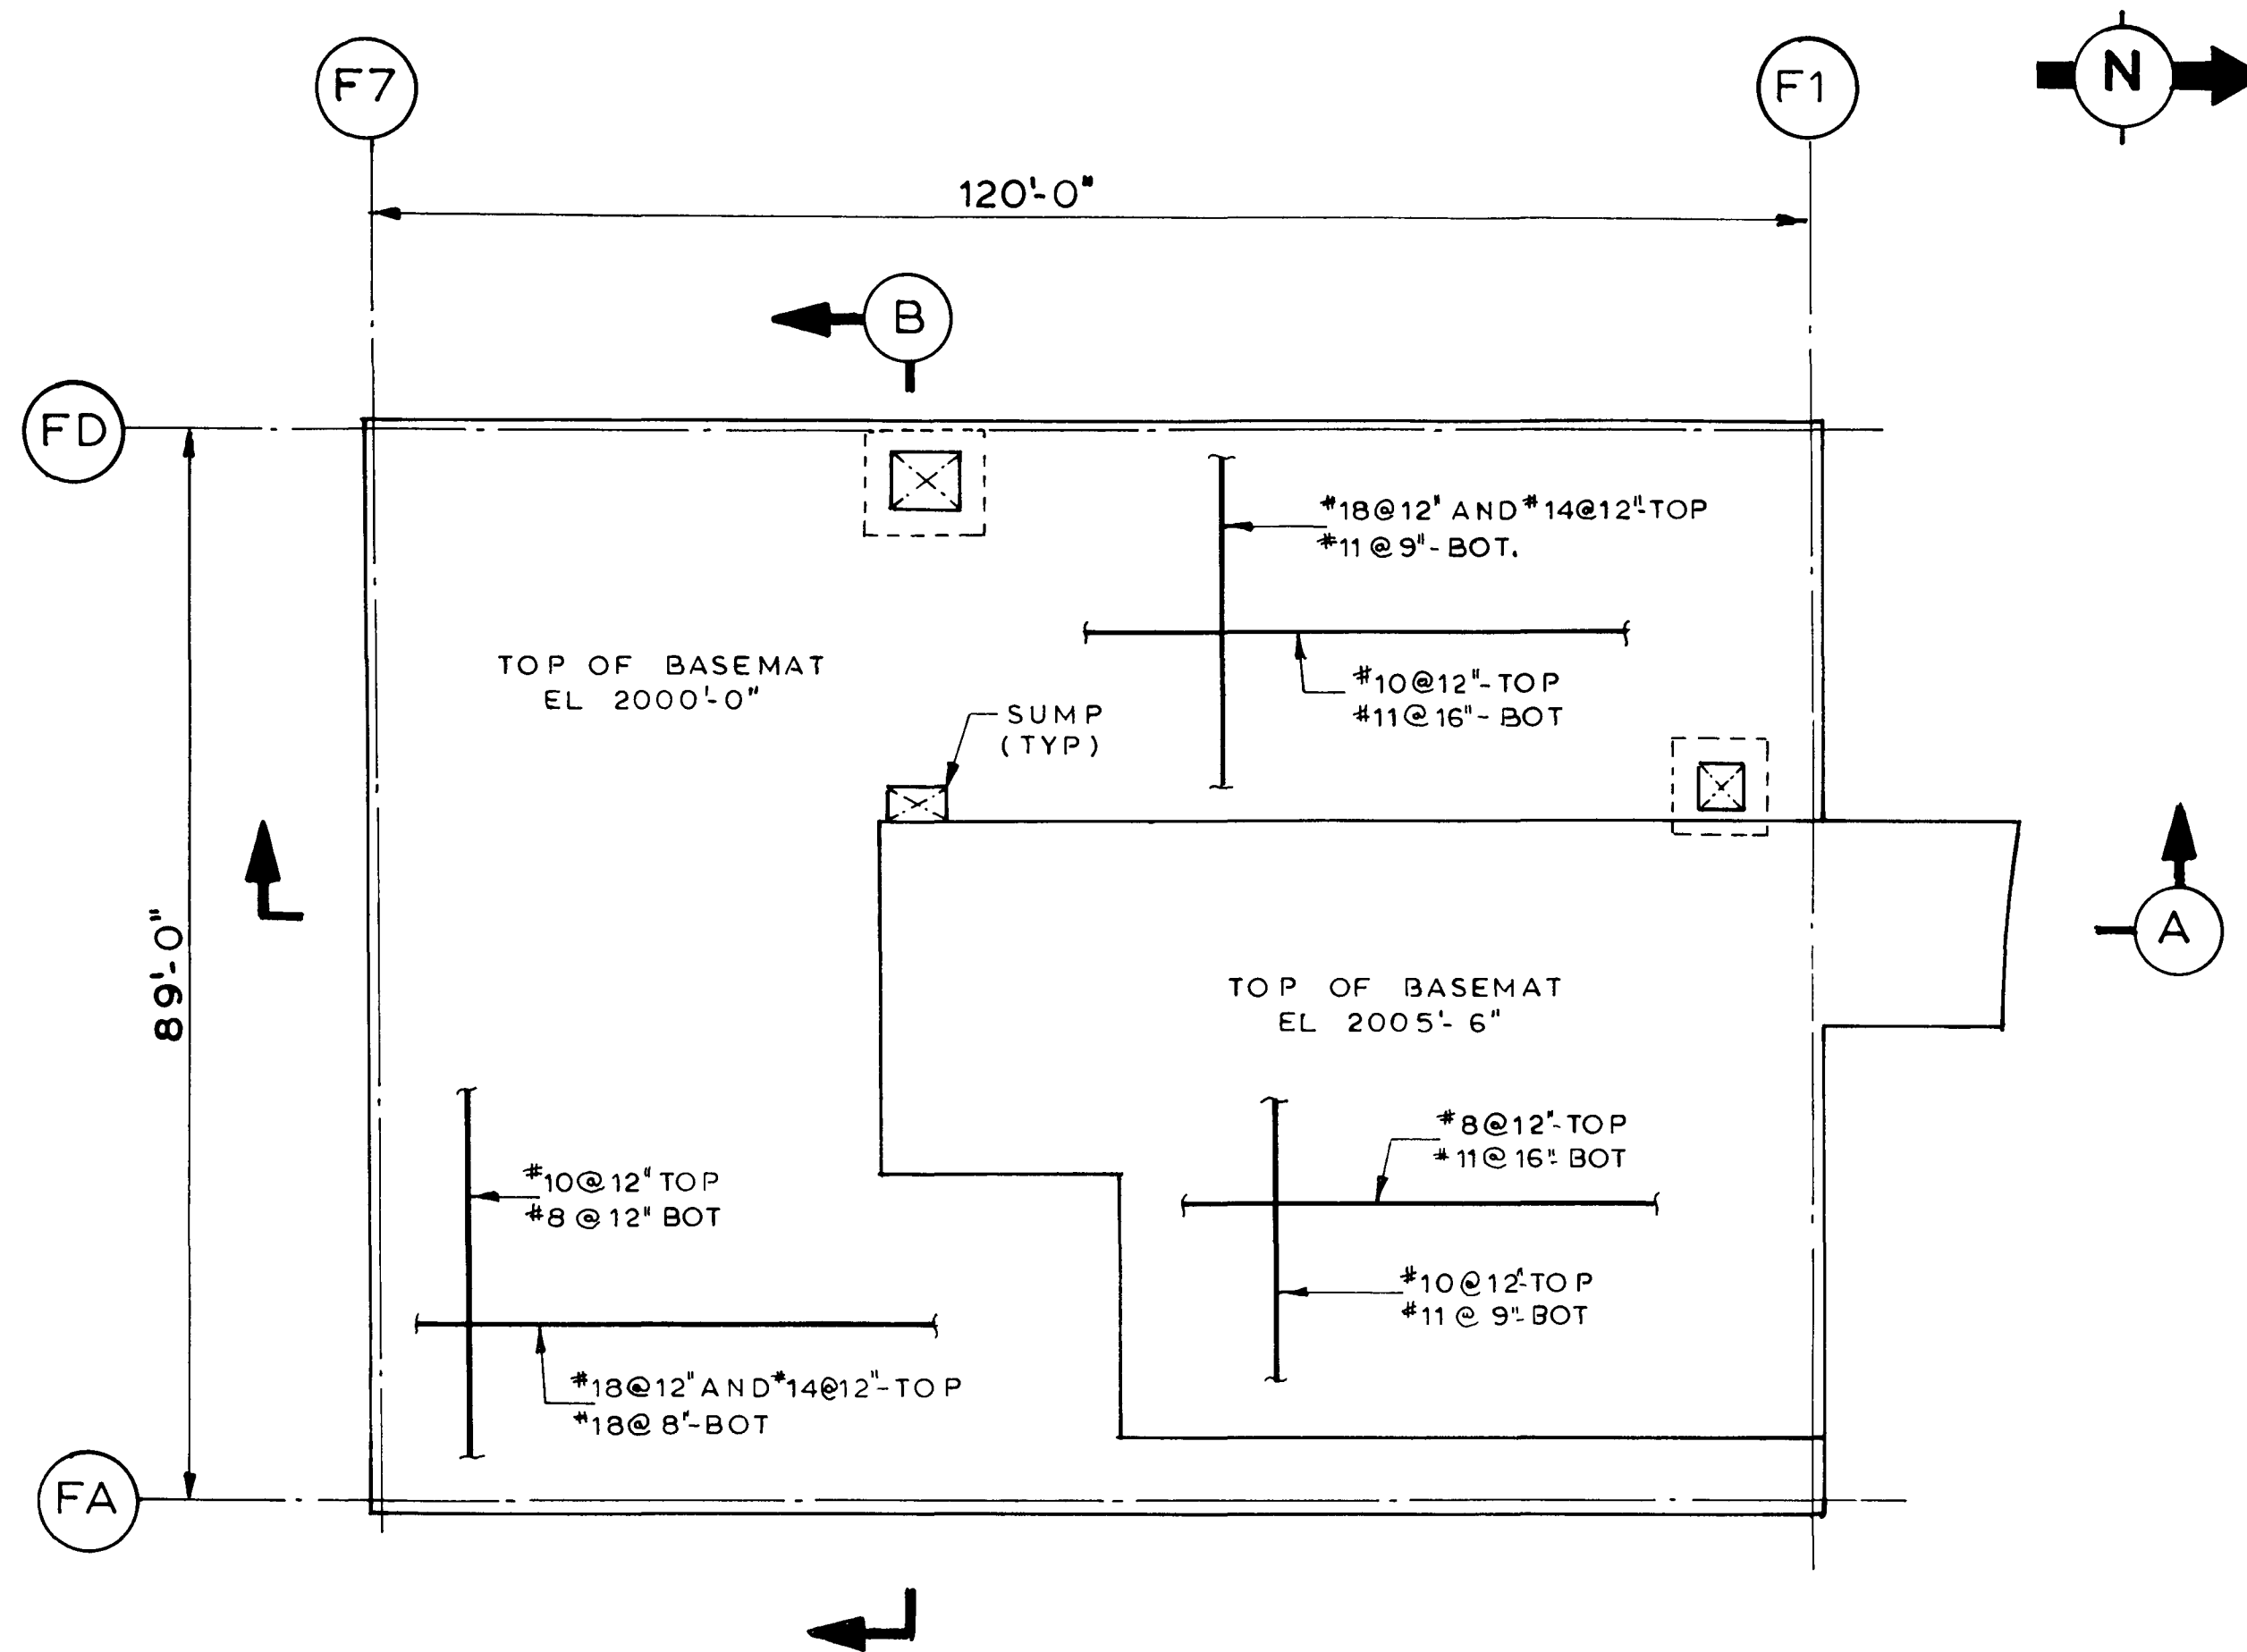 F7
F1
N
120'-0"
B
FD
#18@12" AND #14@12"-TOP
#11@9"-BOT.
TOP OF BASEMAT
EL 2000'-0"
#10@12"-TOP
#11@16"-BOT
SUMP
(TYP)
89'-0"
A
TOP OF BASEMAT
EL 2005'-6"
#8@12"-TOP
#11@16"-BOT
#10@12" TOP
#8@12" BOT
#10@12"-TOP
#11@9"-BOT
#18@12" AND #14@12"-TOP
#18@8"-BOT
FA